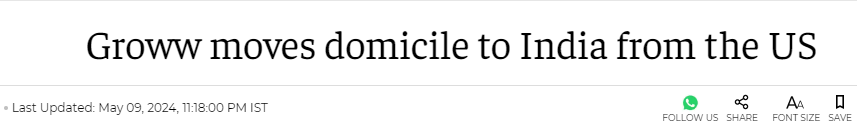 Groww moves domicile to India from the US
Last Updated: May 09, 2024, 11:18:00 PM IST
FOLLOW US SHARE AA FONT SIZE SAVE